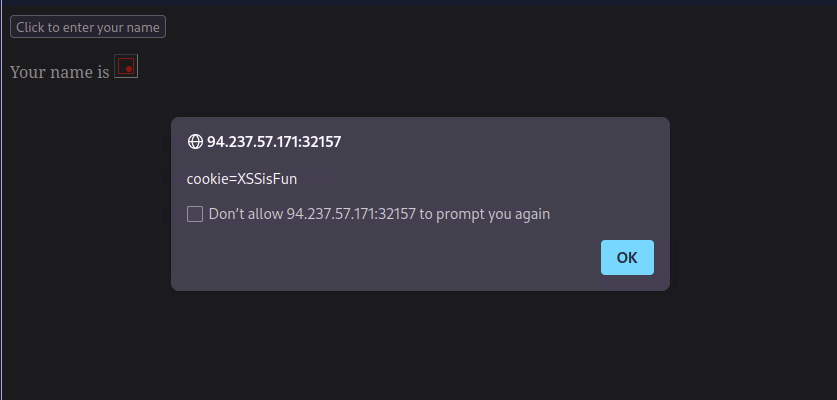 Click to enter your name
Your name is
94.237.57.171:32157
cookie=XSSisFun
Don’t allow 94.237.57.171:32157 to prompt you again
OK